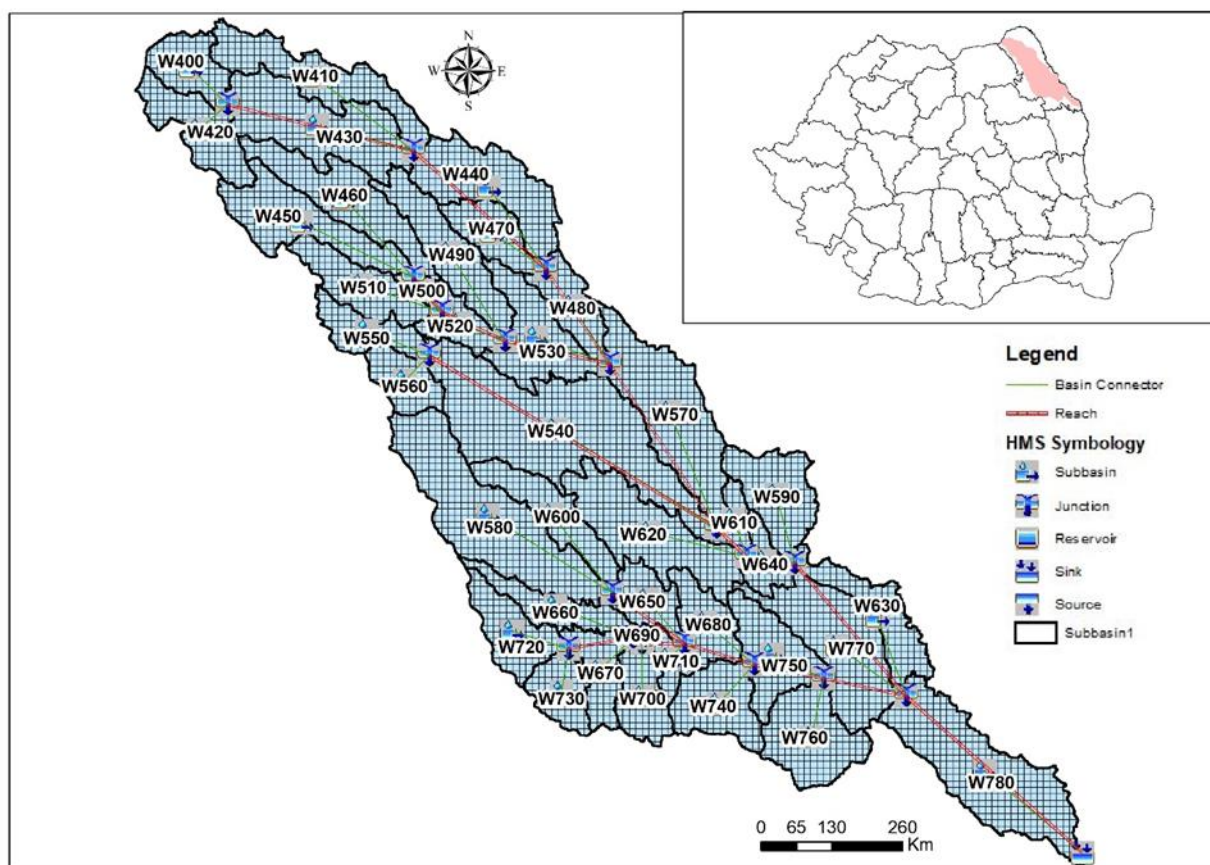 N
W E
S
W400
W410
W420
W430
W440
W460
W450
W470
W490
W510
W500
W480
W520
W550
W530
W560
W570
W540
W590
W600
W580
W620
W610
W640
W650
W660
W630
W680
W690
W720
W770
W710
W750
W670
W730
W700
W740
W760
W780
Legend
Basin Connector
Reach
HMS Symbology
Subbasin
Junction
Reservoir
Sink
Source
Subbasin1
0 65 130 260
Km